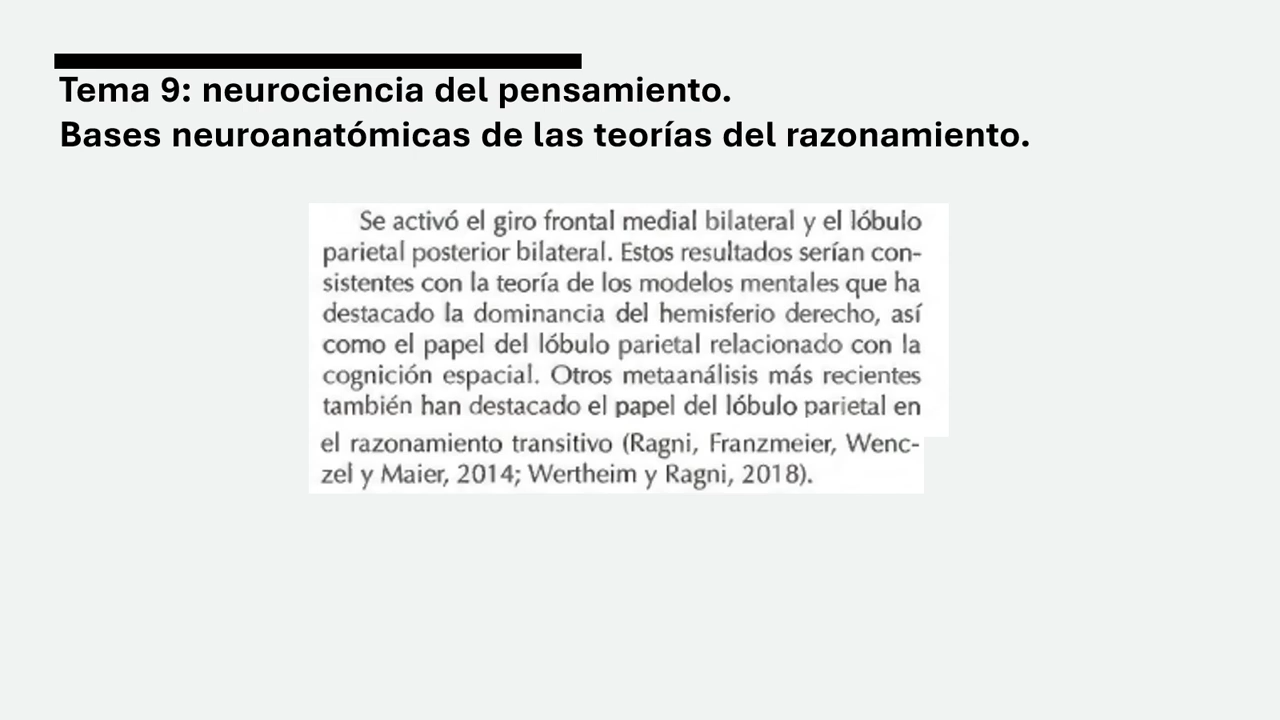 Tema 9: neurociencia del pensamiento.
Bases neuroanatómicas de las teorías del razonamiento.
Se activó el giro frontal medial bilateral y el lóbulo
parietal posterior bilateral. Estos resultados serían con-
sistentes con la teoría de los modelos mentales que ha
destacado la dominancia del hemisferio derecho, así
como el papel del lóbulo parietal relacionado con la
cognición espacial. Otros metaanálisis más recientes
también han destacado el papel del lóbulo parietal en
el razonamiento transitivo (Ragni, Franzmeier, Wenc-
zel y Maier, 2014; Wertheim y Ragni, 2018).